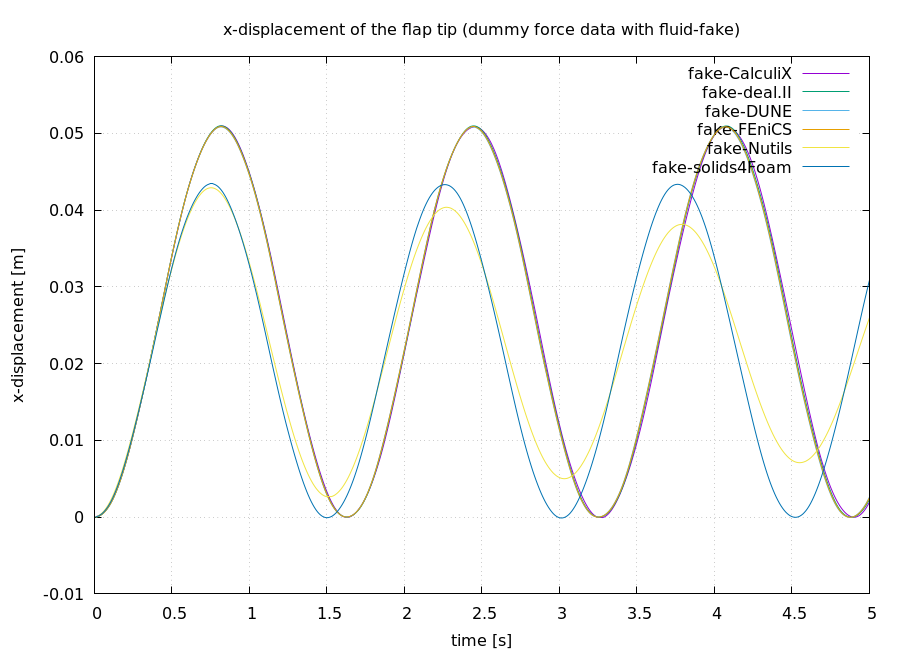 x-displacement of the flap tip (dummy force data with fluid-fake)
0.06
0.05
0.04
0.03
0.02
0.01
0
-0.01
x-displacement [m]
fake-CalculiX
fake-deal.II
fake-DUNE
fake-FEniCS
fake-Nutils
fake-solids4Foam
0 0.5 1 1.5 2 2.5 3 3.5 4 4.5 5
time [s]